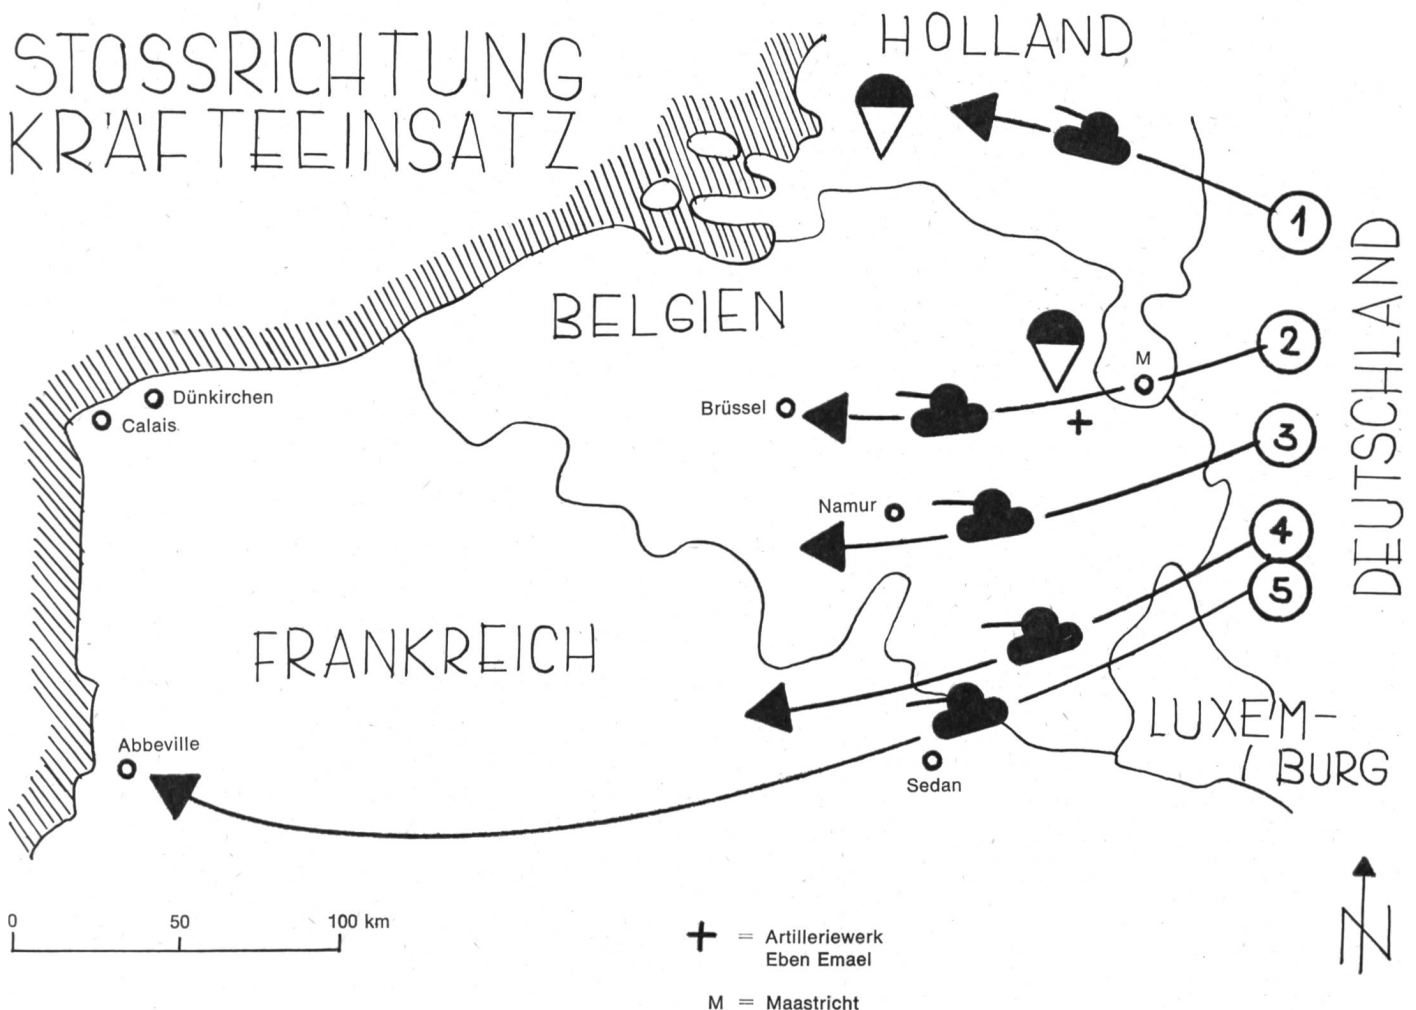 STOSSRICHTUNG
KRÄFTEEINSATZ
HOLLAND
1
DEUTSCHLAND
BELGIEN
2
M
Dünkirchen
Calais
Brüssel
3
Namur
4
5
FRANKREICH
LUXEM-
BURG
Abbeville
Sedan
0 50 100 km
+ = Artilleriewerk
Eben Emael
M = Maastricht
N